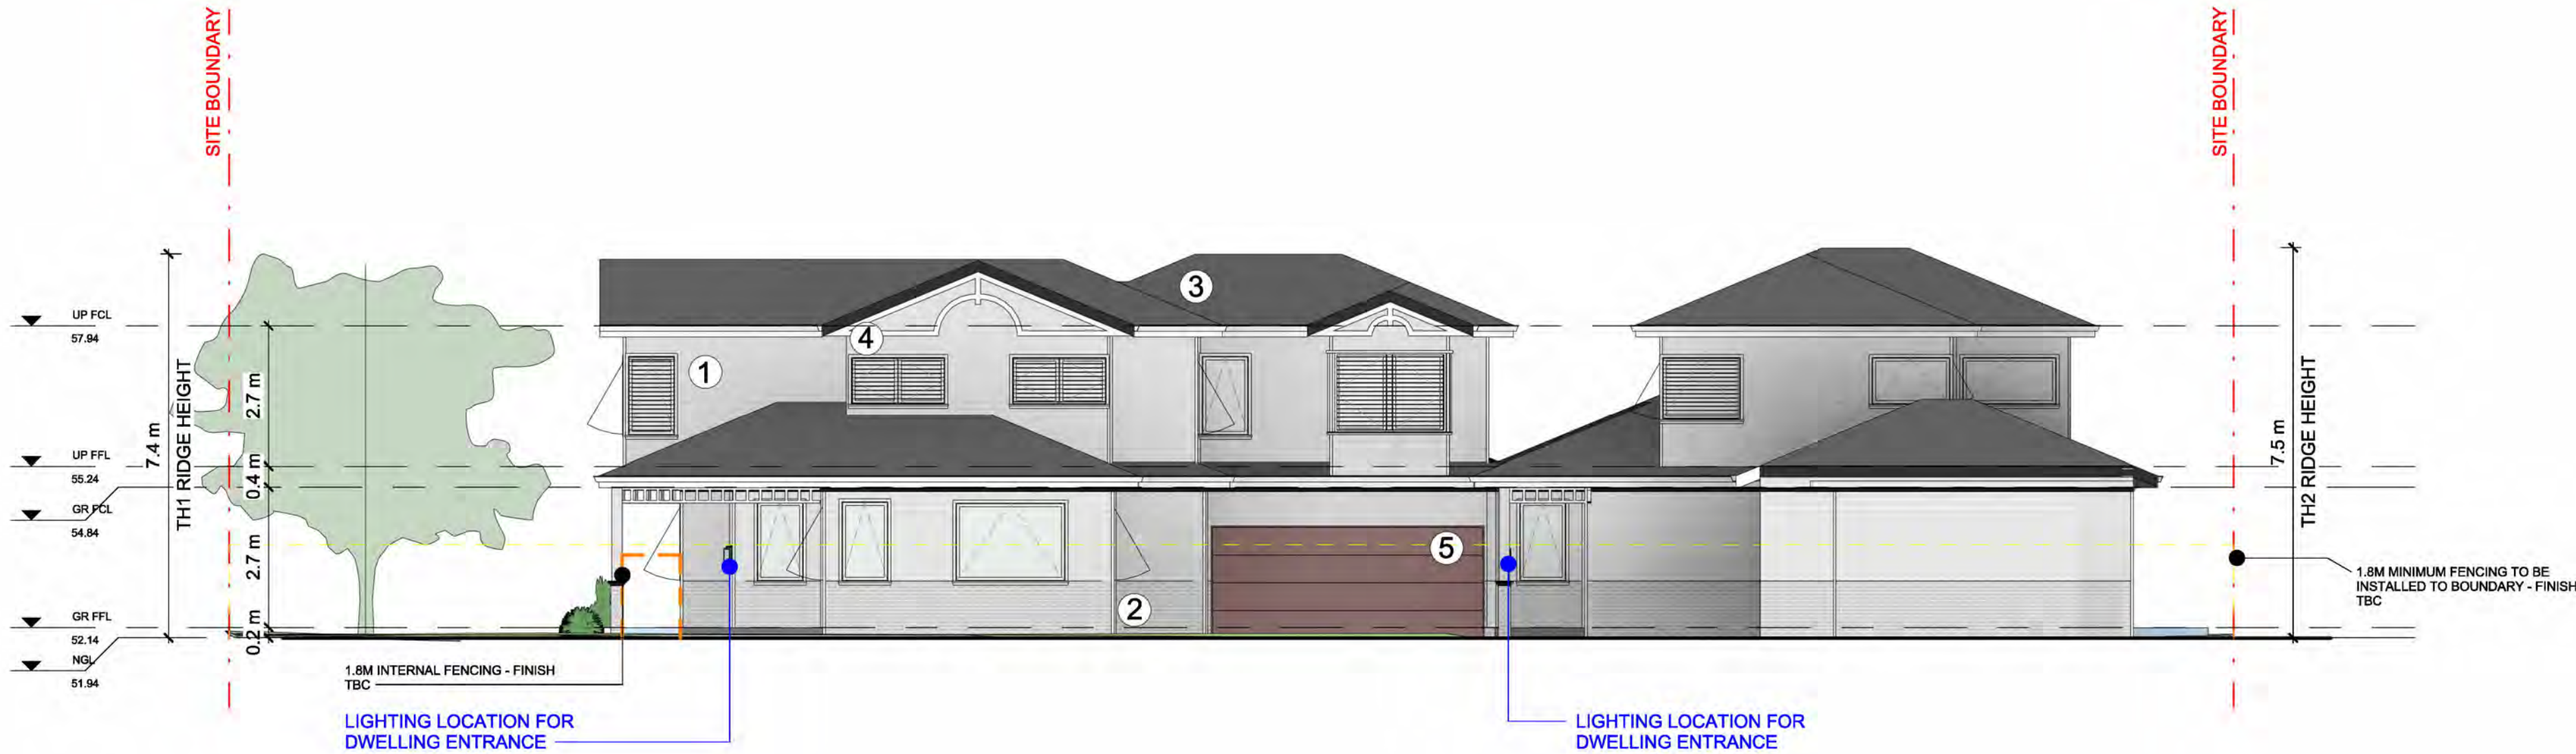 SITE BOUNDARY
SITE BOUNDARY
UP FCL
57.94
UP FFL
55.24
GR FCL
54.84
GR FFL
52.14
NGL
51.94
7.4 m
TH1 RIDGE HEIGHT
2.7 m
0.4 m
2.7 m
0.2 m
1
2
3
4
5
7.5 m
TH2 RIDGE HEIGHT
1.8M INTERNAL FENCING - FINISH
TBC
LIGHTING LOCATION FOR
DWELLING ENTRANCE
LIGHTING LOCATION FOR
DWELLING ENTRANCE
1.8M MINIMUM FENCING TO BE
INSTALLED TO BOUNDARY - FINISH
TBC